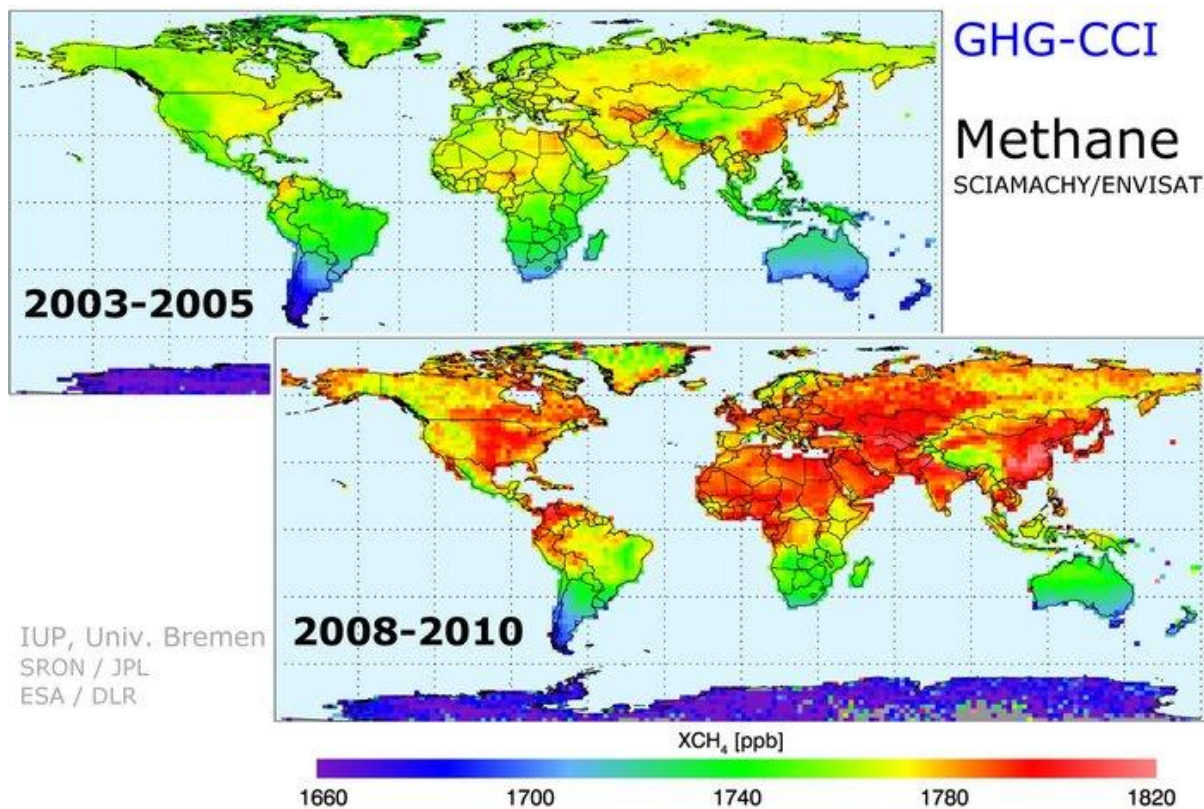 GHG-CCI
Methane
SCIAMACHY/ENVISAT
2003-2005
2008-2010
IUP, Univ. Bremen
SRON / JPL
ESA / DLR
XCH₄ [ppb]
1660 1700 1740 1780 1820